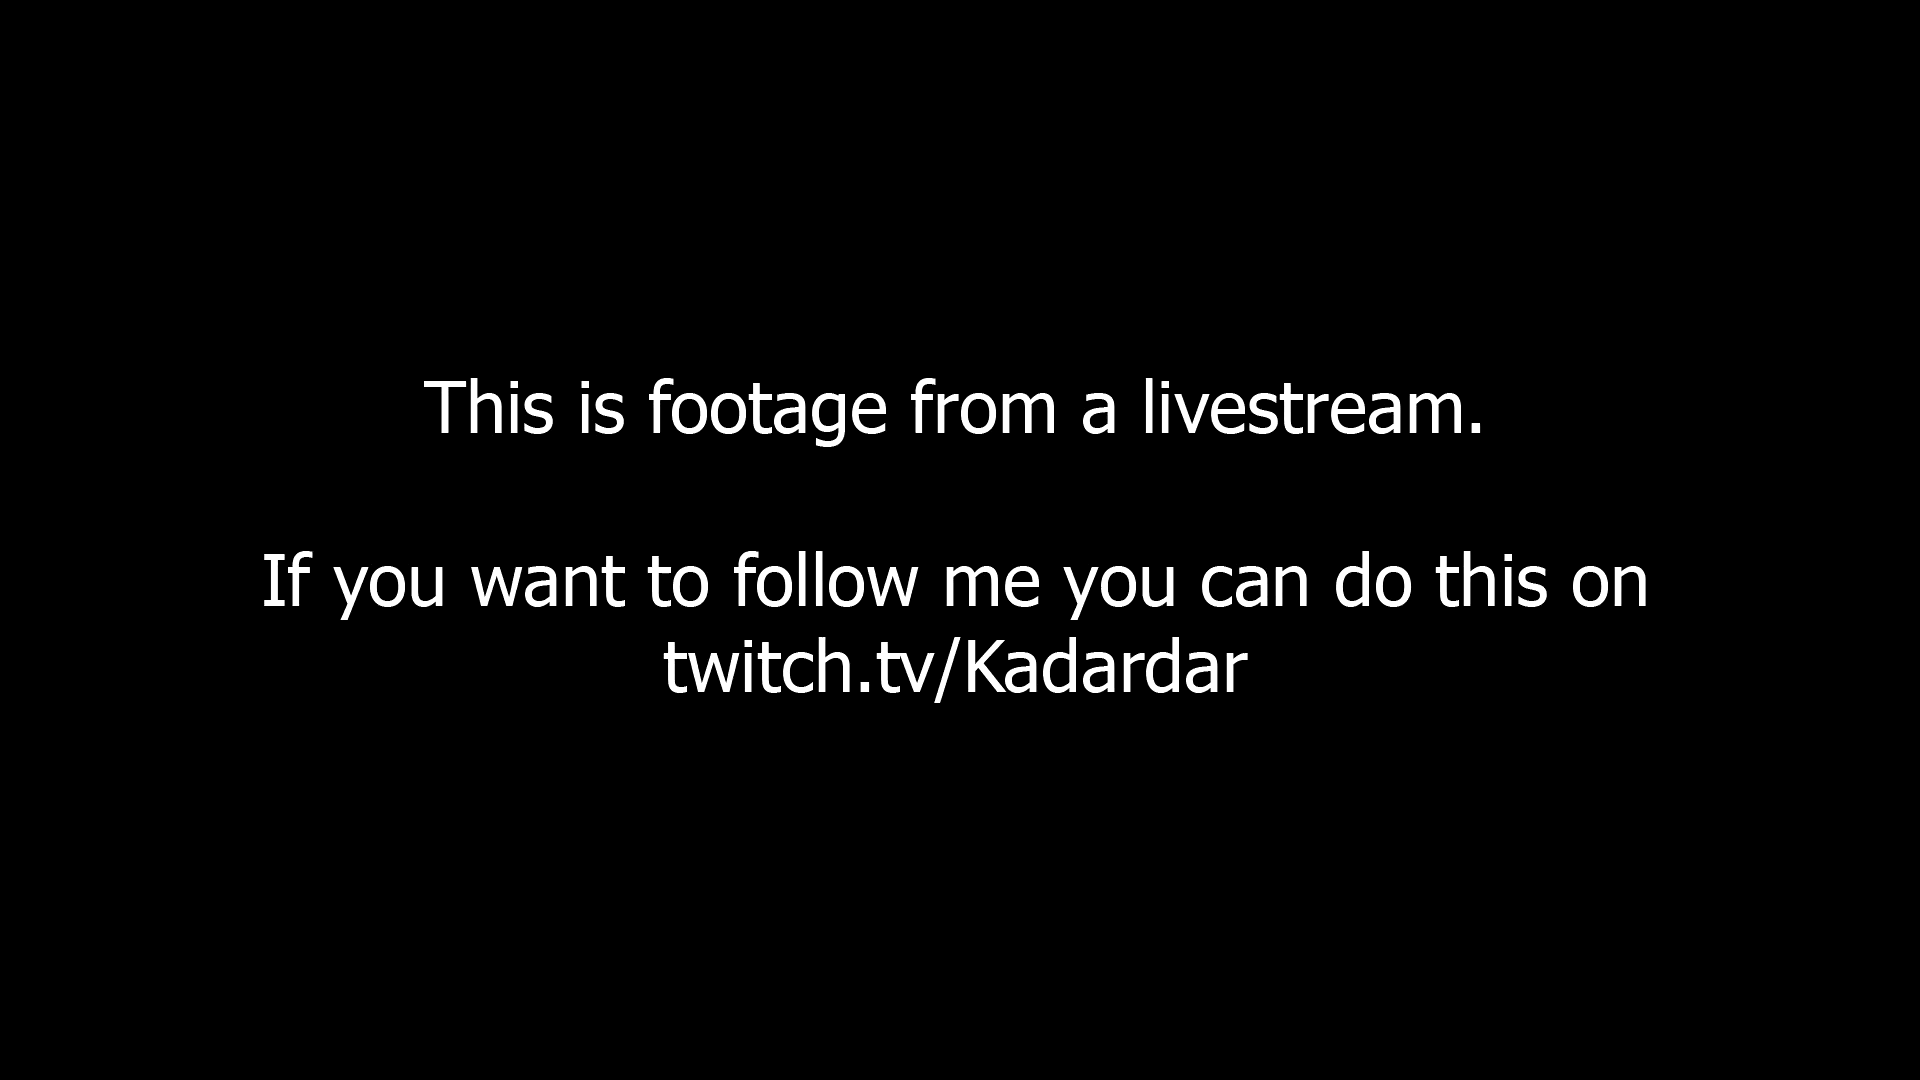 This is footage from a livestream.
If you want to follow me you can do this on
twitch.tv/Kadardar